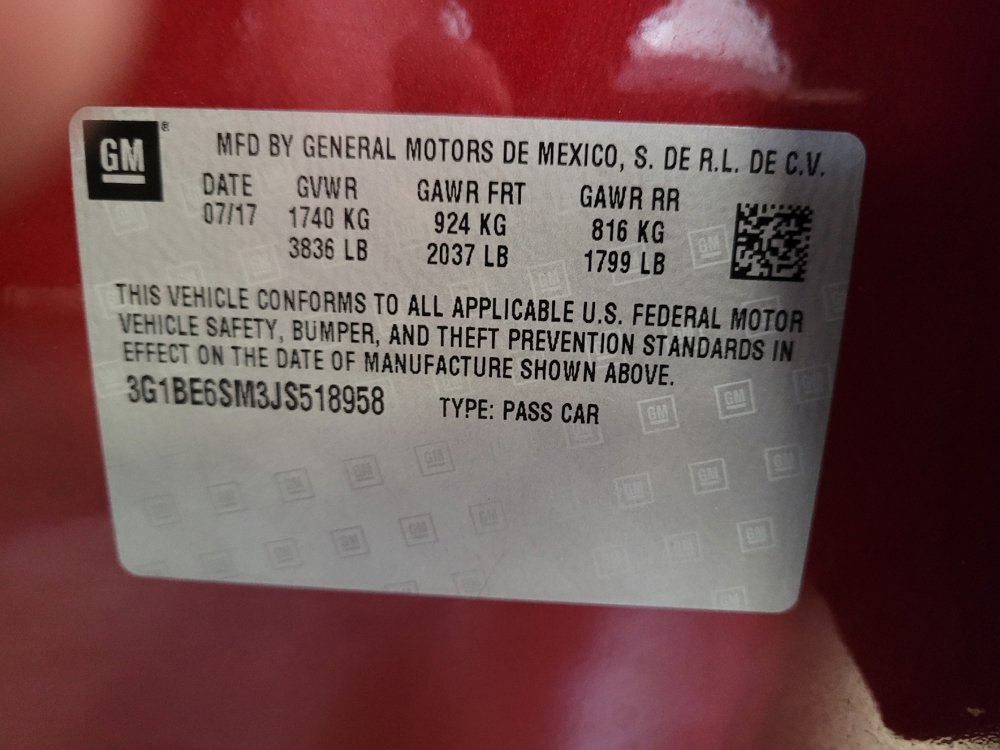 GM®
MFD BY GENERAL MOTORS DE MEXICO, S. DE R.L. DE C.V.
DATE GVWR GAWR FRT GAWR RR
07/17 1740 KG 924 KG 816 KG
3836 LB 2037 LB 1799 LB
THIS VEHICLE CONFORMS TO ALL APPLICABLE U.S. FEDERAL MOTOR
VEHICLE SAFETY, BUMPER, AND THEFT PREVENTION STANDARDS IN
EFFECT ON THE DATE OF MANUFACTURE SHOWN ABOVE.
3G1BE6SM3JS518958 TYPE: PASS CAR